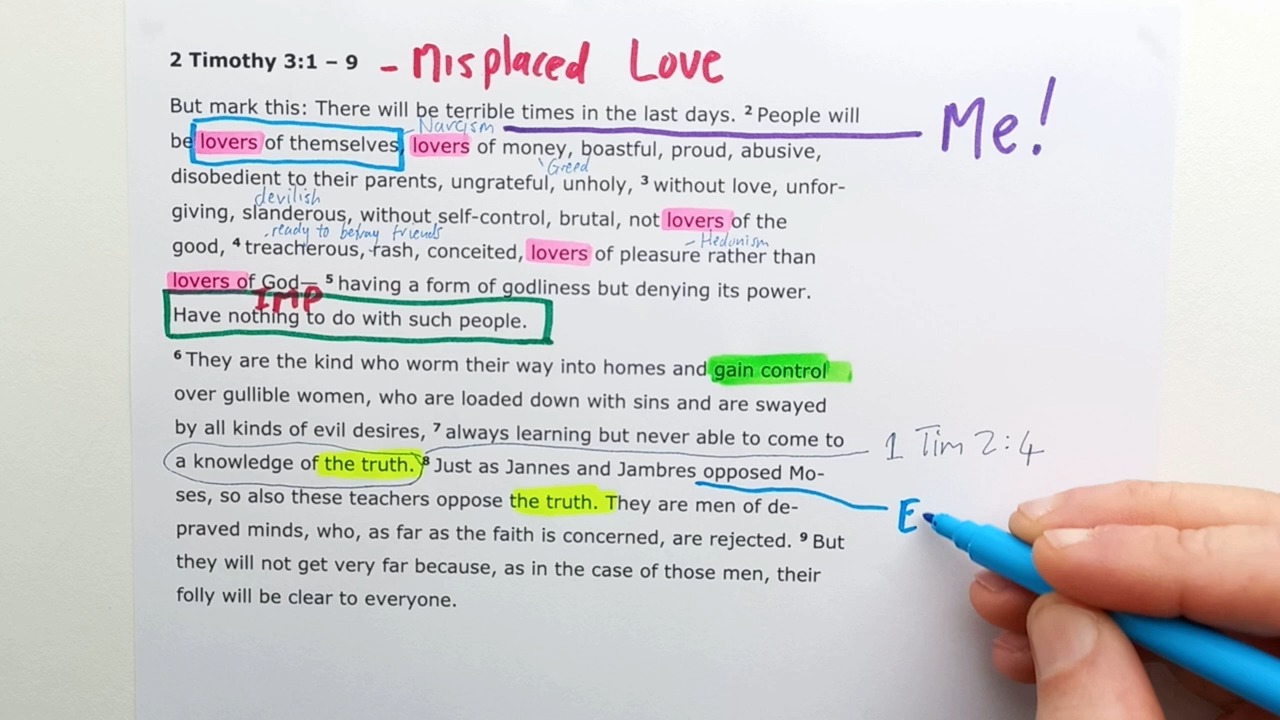 2 Timothy 3:1 – 9 - Misplaced Love
But mark this: There will be terrible times in the last days. 2 People will
Me!
Narcism
be lovers of themselves, lovers of money, boastful, proud, abusive,
Greed
disobedient to their parents, ungrateful, unholy, 3 without love, unfor-
devilish
giving, slanderous, without self-control, brutal, not lovers of the
ready to betray friends
- Hedonism
good, 4 treacherous, rash, conceited, lovers of pleasure rather than
lovers of God— 5 having a form of godliness but denying its power.
IMP
Have nothing to do with such people.
6 They are the kind who worm their way into homes and gain control
over gullible women, who are loaded down with sins and are swayed
by all kinds of evil desires, 7 always learning but never able to come to
1 Tim 2:4
a knowledge of the truth. 8 Just as Jannes and Jambres opposed Mo-
ses, so also these teachers oppose the truth. They are men of de-
E
praved minds, who, as far as the faith is concerned, are rejected. 9 But
they will not get very far because, as in the case of those men, their
folly will be clear to everyone.